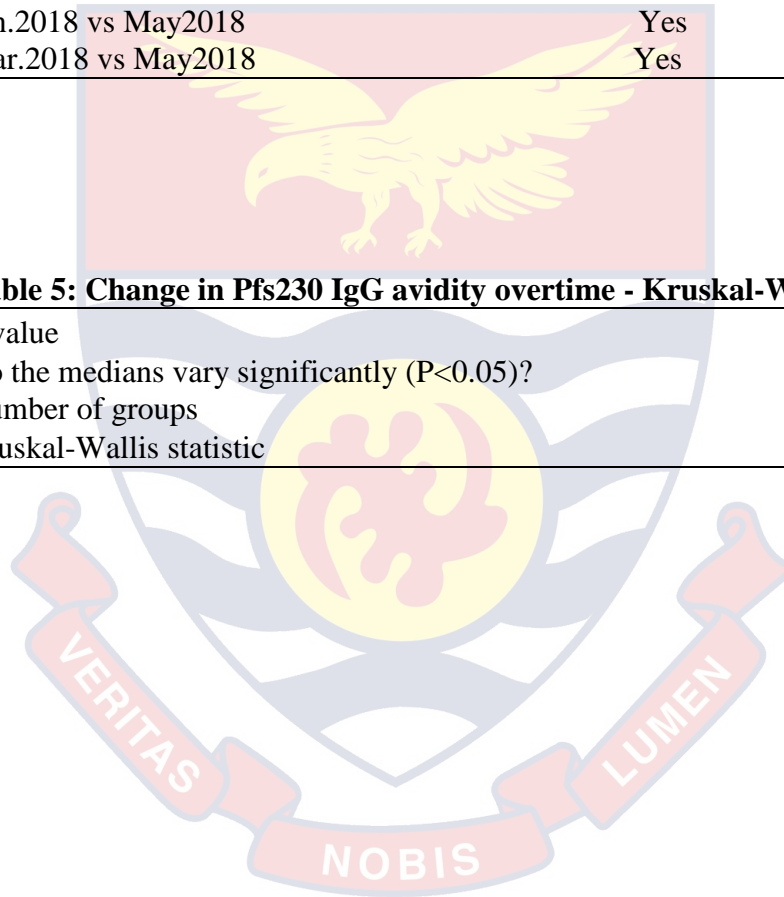 n.2018 vs May2018 Yes
ar.2018 vs May2018 Yes
ble 5: Change in Pfs230 IgG avidity overtime - Kruskal-W
value
o the medians vary significantly (P<0.05)?
umber of groups
uskal-Wallis statistic
VERITAS
NOBIS
LUMEN